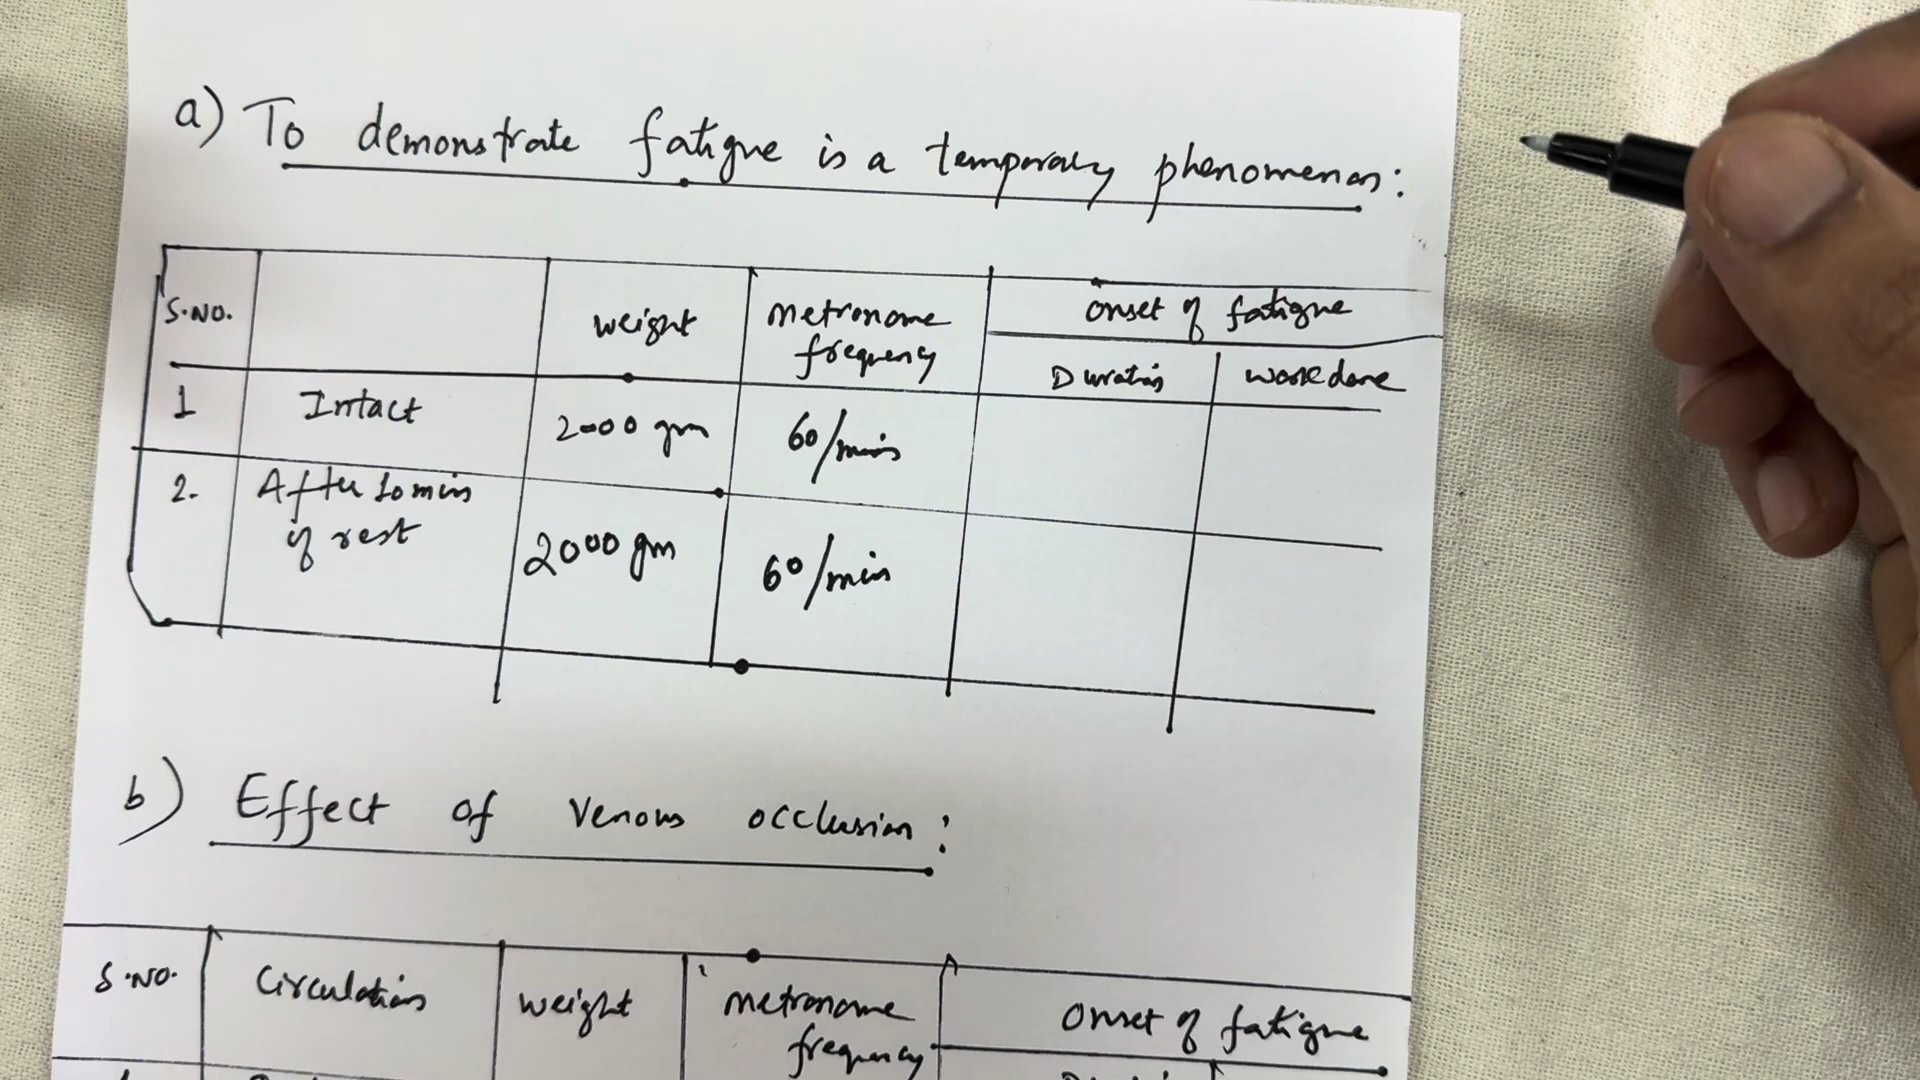 a) To demonstrate fatigue is a temporary phenomenon:
S.NO. weight metronome frequency onset of fatigue
Duration work done
1 Intact 2000 gm 60/min
2. After 10 min of rest 2000 gm 60/min
b) Effect of venous occlusion:
S.NO. Circulation weight metronome frequency Onset of fatigue